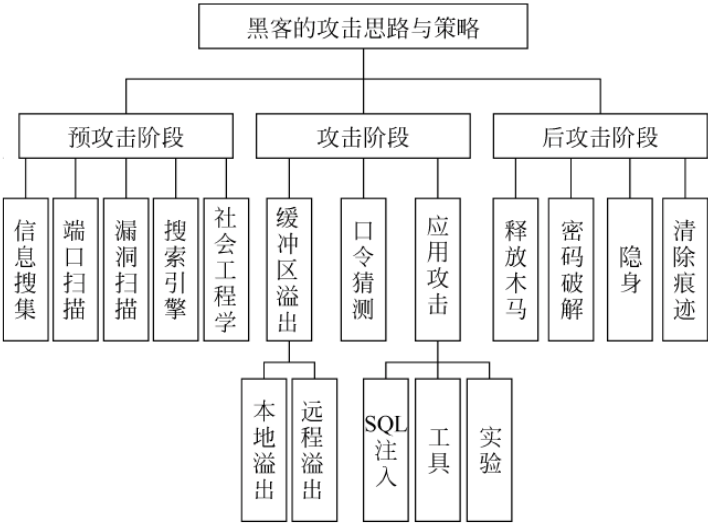 黑客的攻击思路与策略
预攻击阶段
攻击阶段
后攻击阶段
信息搜集
端口扫描
漏洞扫描
搜索引擎
社会工程学
缓冲区溢出
口令猜测
应用攻击
释放木马
密码破解
隐身
清除痕迹
本地溢出
远程溢出
SQL注入
工具
实验